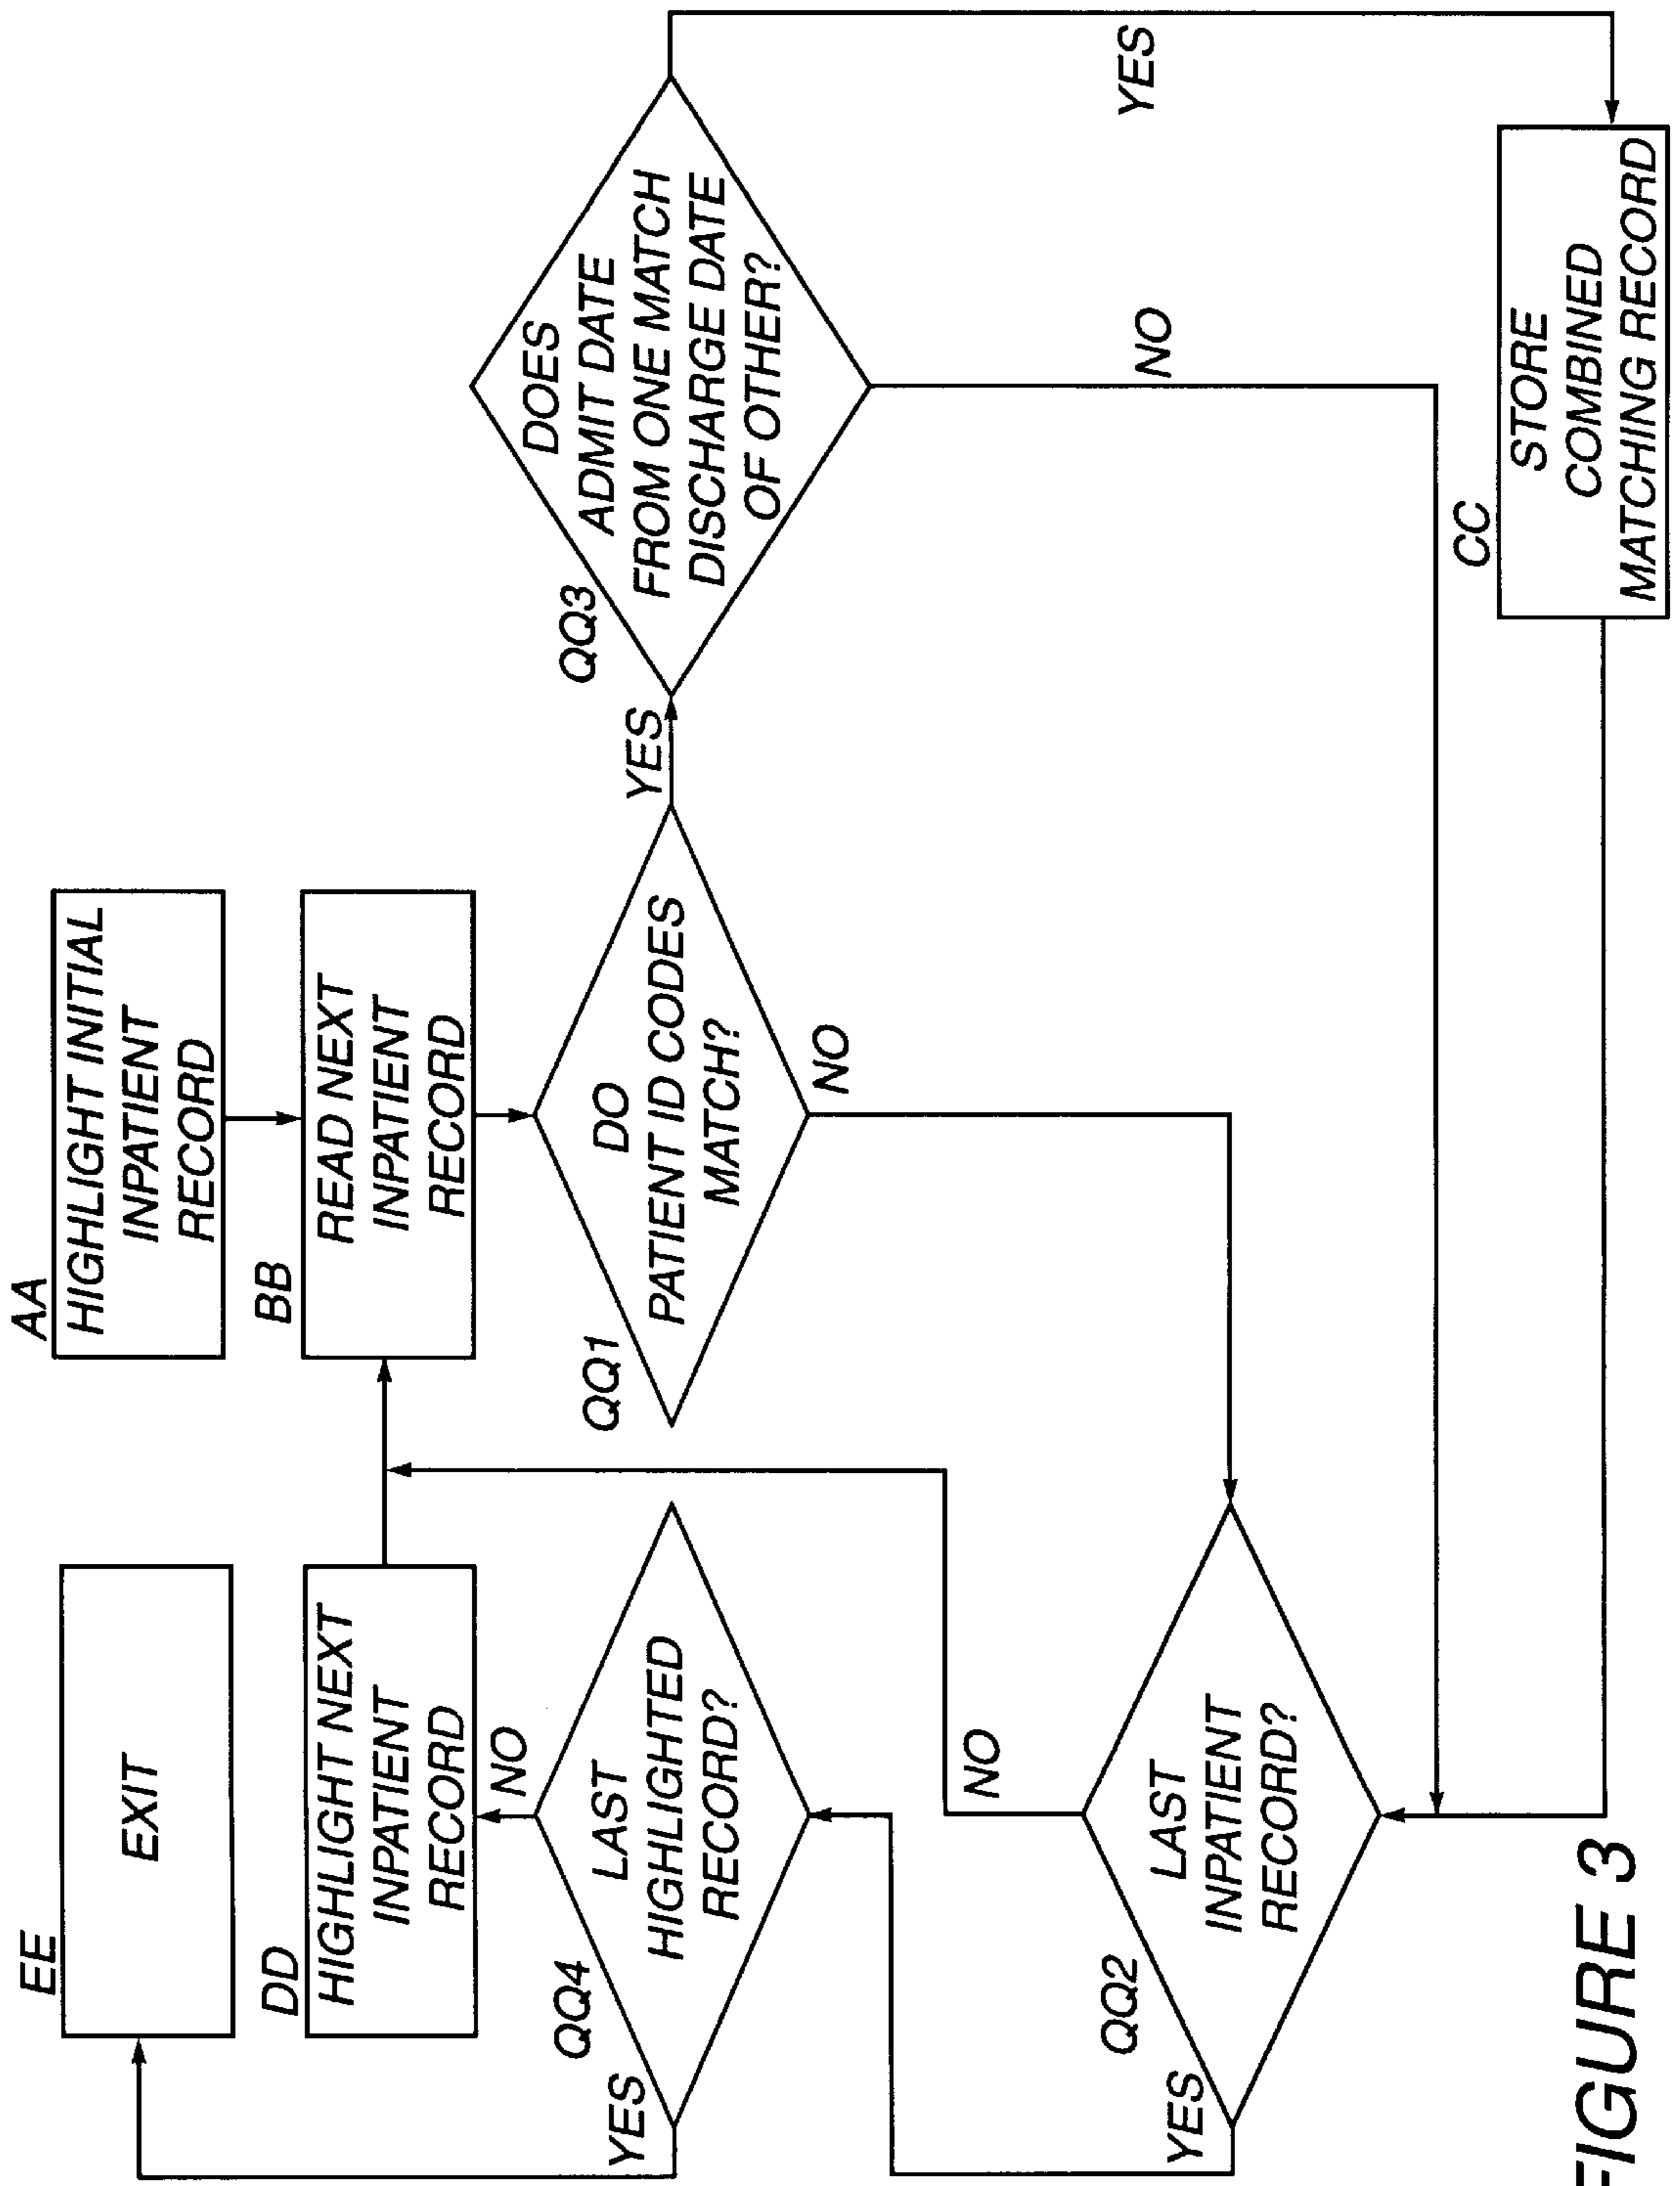 EE
EXIT
AA
HIGHLIGHT INITIAL
INPATIENT
RECORD
DD
HIGHLIGHT NEXT
INPATIENT
RECORD
BB
READ NEXT
INPATIENT
RECORD
NO
YES
QQ4
LAST
HIGHLIGHTED
RECORD?
QQ1
DO
PATIENT ID CODES
MATCH?
YES
QQ3
DOES
ADMIT DATE
FROM ONE MATCH
DISCHARGE DATE
OF OTHER?
NO
NO
YES
QQ2
LAST
INPATIENT
RECORD?
NO
YES
CC
STORE
COMBINED
MATCHING RECORD
FIGURE 3